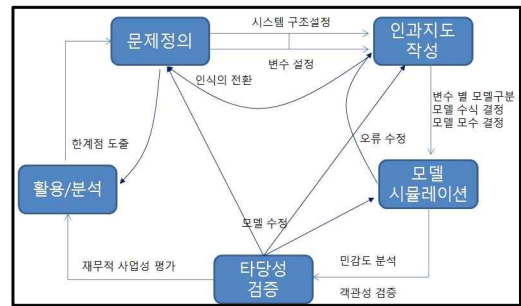 시스템 구조설정
문제정의
인과지도
작성
변수 설정
인식의 전환
변수 별 모델구분
모델 수식 결정
모델 모수 결정
한계점 도출
오류 수정
활용/분석
모델
시뮬레이션
모델 수정
민감도 분석
재무적 사업성 평가
타당성
검증
객관성 검증